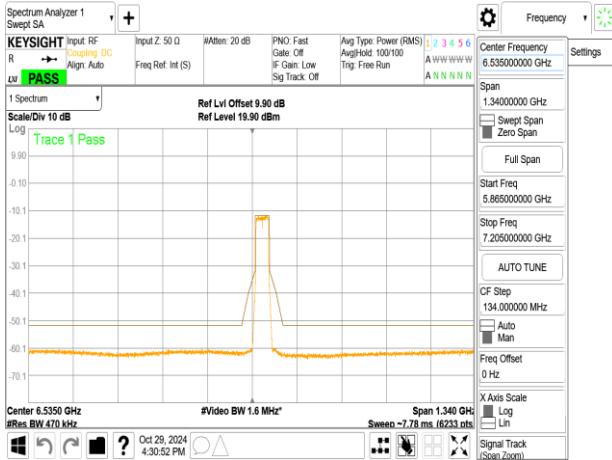 Spectrum Analyzer 1
Swept SA
Frequency
Settings
KEYSIGHT
R
LXI
PASS
Input: RF
Coupling: DC
Align: Auto
Input Z: 50 Ω
Freq Ref: Int (S)
#Atten: 20 dB
PNO: Fast
Gate: Off
IF Gain: Low
Sig Track: Off
Avg Type: Power (RMS)
Avg|Hold: 100/100
Trig: Free Run
1 2 3 4 5 6
A W W W W W
A N N N N N
1 Spectrum
Scale/Div 10 dB
Ref Lvl Offset 9.90 dB
Ref Level 19.90 dBm
Log
Trace 1 Pass
9.90
-0.10
-10.1
-20.1
-30.1
-40.1
-50.1
-60.1
-70.1
Center 6.5350 GHz
#Video BW 1.6 MHz*
Span 1.340 GHz
#Res BW 470 kHz
Sweep ~7.78 ms (6233 pts
Oct 29, 2024
4:30:52 PM
Center Frequency
6.535000000 GHz
Span
1.34000000 GHz
Swept Span
Zero Span
Full Span
Start Freq
5.865000000 GHz
Stop Freq
7.205000000 GHz
AUTO TUNE
CF Step
134.000000 MHz
Auto
Man
Freq Offset
0 Hz
X Axis Scale
Log
Lin
Signal Track
(Span Zoom)